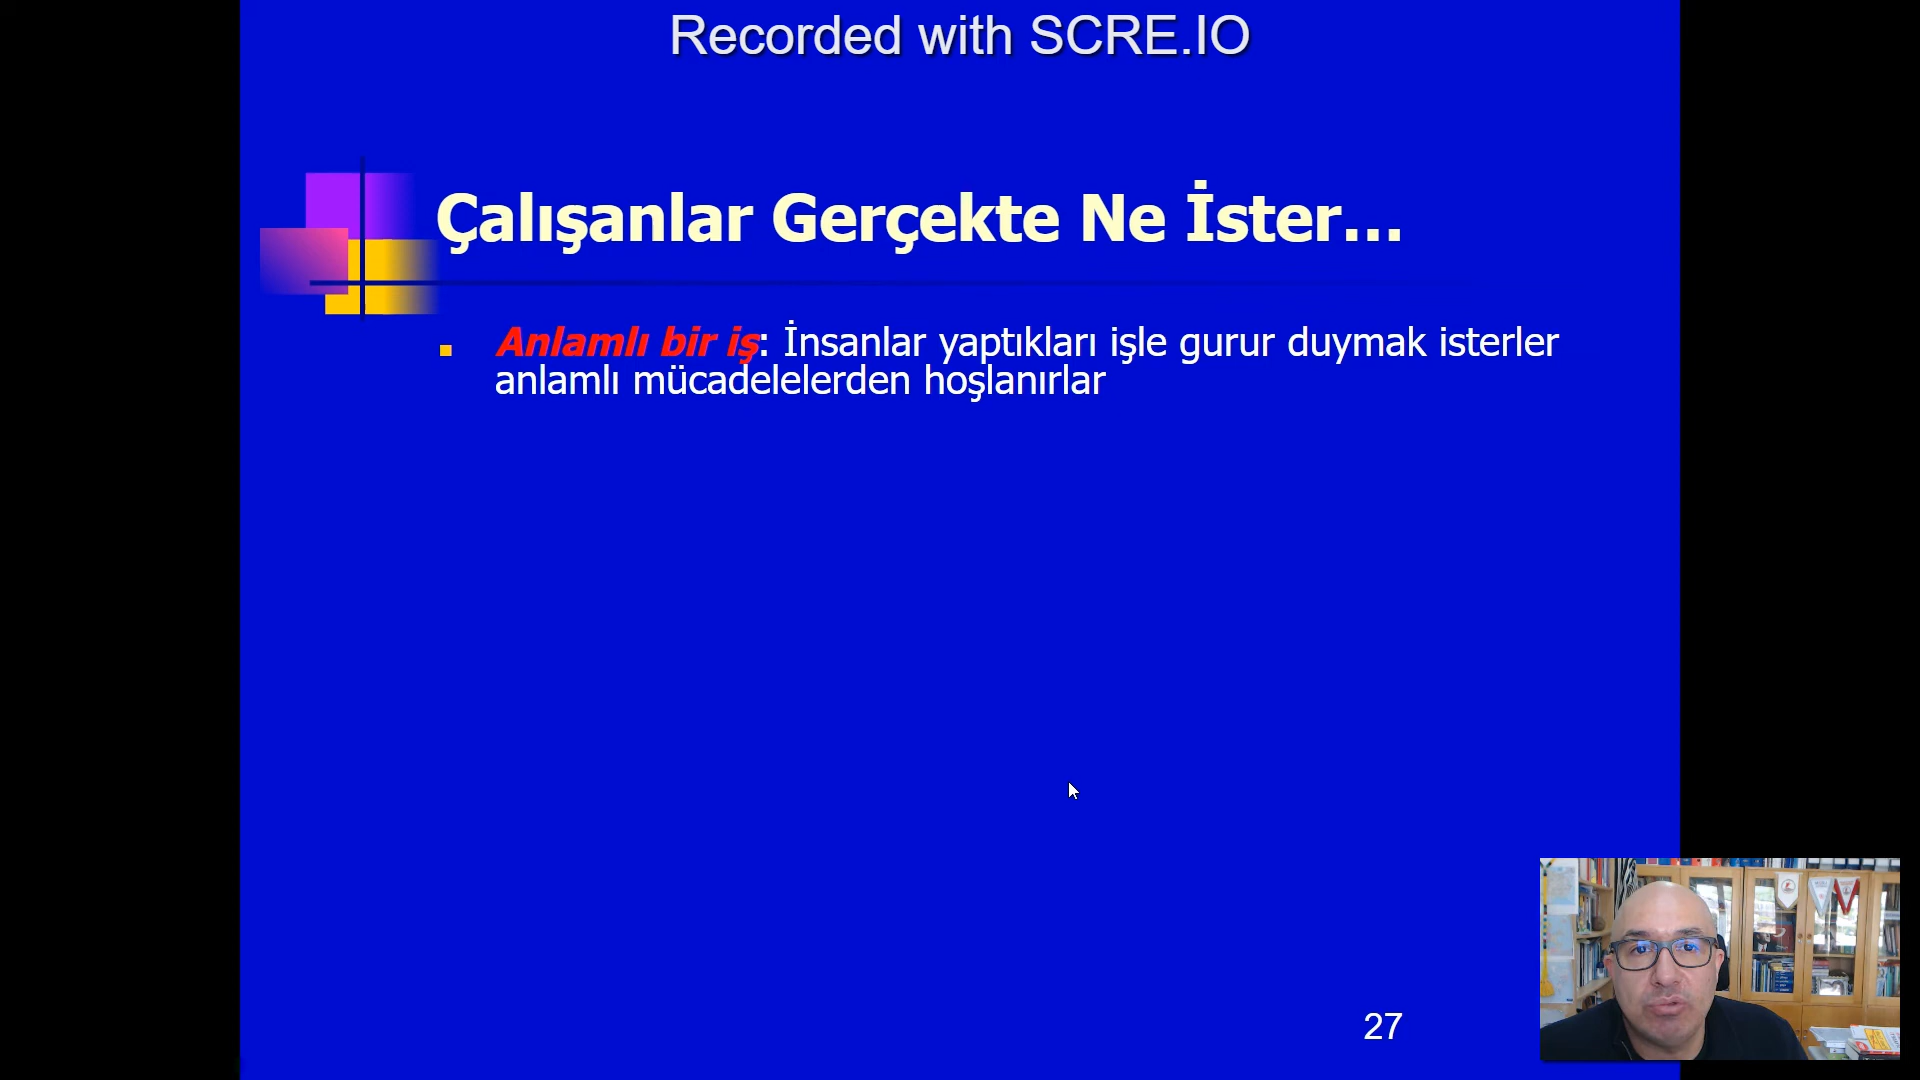 Recorded with SCRE.IO
Çalışanlar Gerçekte Ne İster...
Anlamlı bir iş: İnsanlar yaptıkları işle gurur duymak isterler
anlamlı mücadelelerden hoşlanırlar
27